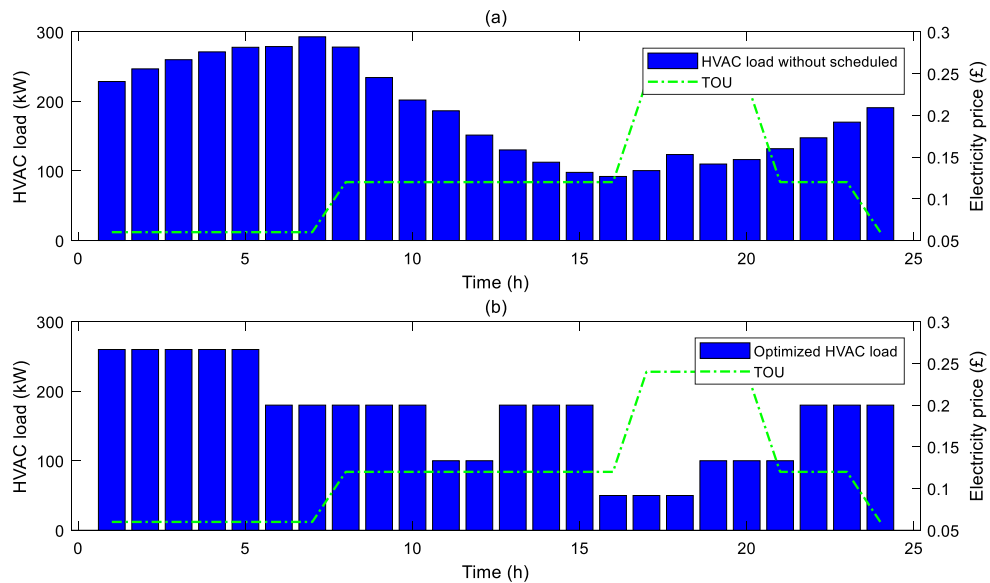 (a)
300
200
100
0
HVAC load (kW)
HVAC load without scheduled
TOU
0.3
0.25
0.2
0.15
0.1
0.05
Electricity price (£)
0 5 10 15 20 25
Time (h)
(b)
300
200
100
0
HVAC load (kW)
Optimized HVAC load
TOU
0.3
0.25
0.2
0.15
0.1
0.05
Electricity price (£)
0 5 10 15 20 25
Time (h)